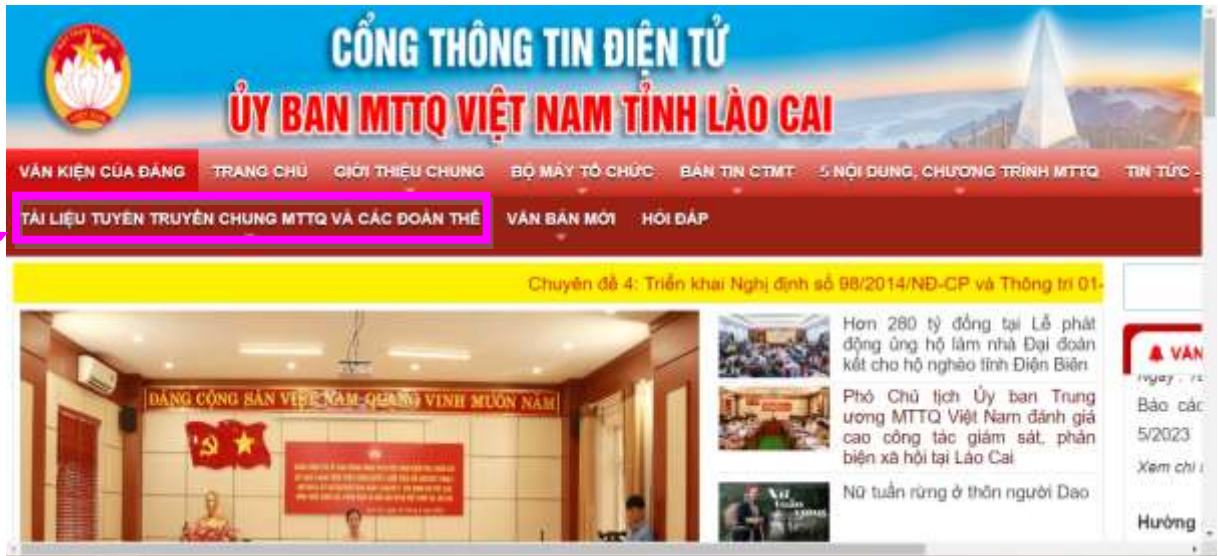 CỔNG THÔNG TIN ĐIỆN TỬ
ỦY BAN MTTQ VIỆT NAM TỈNH LÀO CAI
VĂN KIỆN CỦA ĐẢNG TRANG CHỦ GIỚI THIỆU CHUNG BỘ MÁY TỔ CHỨC BẢN TIN CTMT 5 NỘI DUNG, CHƯƠNG TRÌNH MTTQ TIN TỨC -
TÀI LIỆU TUYÊN TRUYỀN CHUNG MTTQ VÀ CÁC ĐOÀN THỂ VĂN BẢN MỚI HỎI ĐÁP
Chuyên đề 4: Triển khai Nghị định số 98/2014/NĐ-CP và Thông tri 01-
Hơn 280 tỷ đồng tại Lễ phát
động ủng hộ làm nhà Đại đoàn
kết cho hộ nghèo tỉnh Điện Biên
Phó Chủ tịch Ủy ban Trung
ương MTTQ Việt Nam đánh giá
cao công tác giám sát, phản
biện xã hội tại Lào Cai
Nữ tuần rừng ở thôn người Dao
ĐẢNG CỘNG SẢN VIỆT NAM QUANG VINH MUÔN NĂM
VĂN
Báo các
5/2023
Xem chi
Hướng